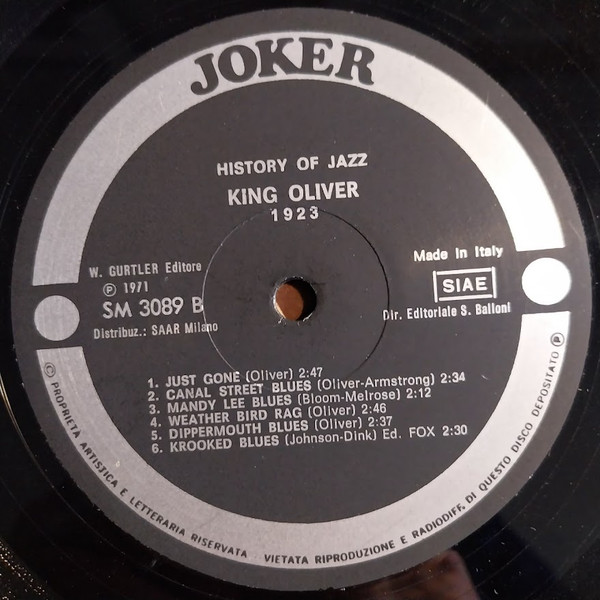 JOKER
HISTORY OF JAZZ
KING OLIVER
1923
W. GURTLER Editore
Ⓟ 1971
SM 3089 B
Distribuz.: SAAR Milano
Made in Italy
SIAE
Dir. Editoriale S. Balloni
1. JUST GONE (Oliver) 2:47
2. CANAL STREET BLUES (Oliver-Armstrong) 2:34
3. MANDY LEE BLUES (Bloom-Melrose) 2:12
4. WEATHER BIRD RAG (Oliver) 2:46
5. DIPPERMOUTH BLUES (Oliver) 2:37
6. KROOKED BLUES (Johnson-Dink) Ed. FOX 2:30
© PROPRIETA ARTISTICA E LETTERARIA RISERVATA VIETATA RIPRODUZIONE E RADIODIFF. DI QUESTO DISCO DEPOSITATO Ⓟ